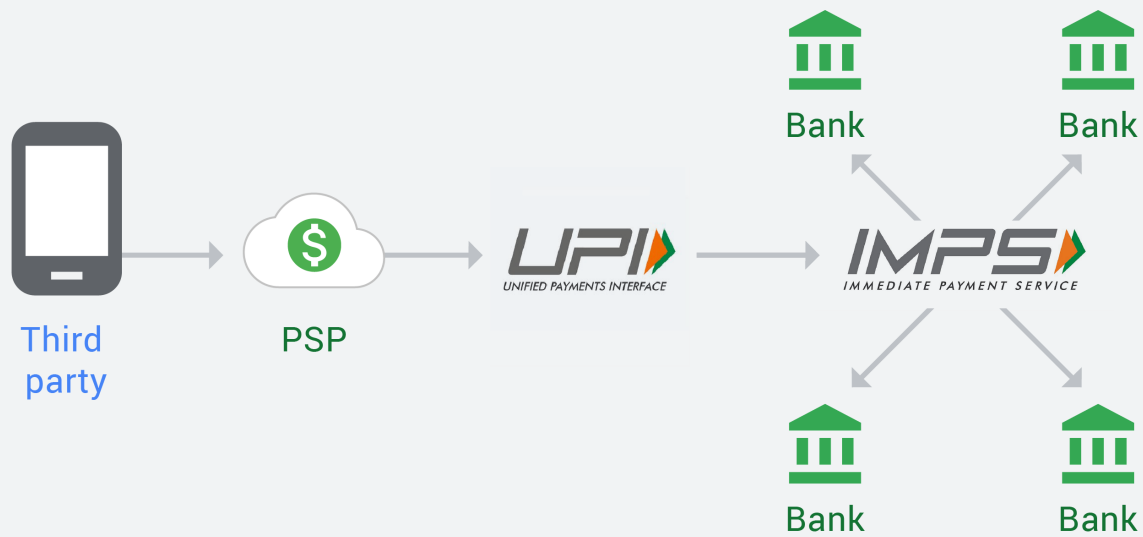 Bank
Bank
$
UPI
UNIFIED PAYMENTS INTERFACE
IMPS
IMMEDIATE PAYMENT SERVICE
Third
party
PSP
Bank
Bank